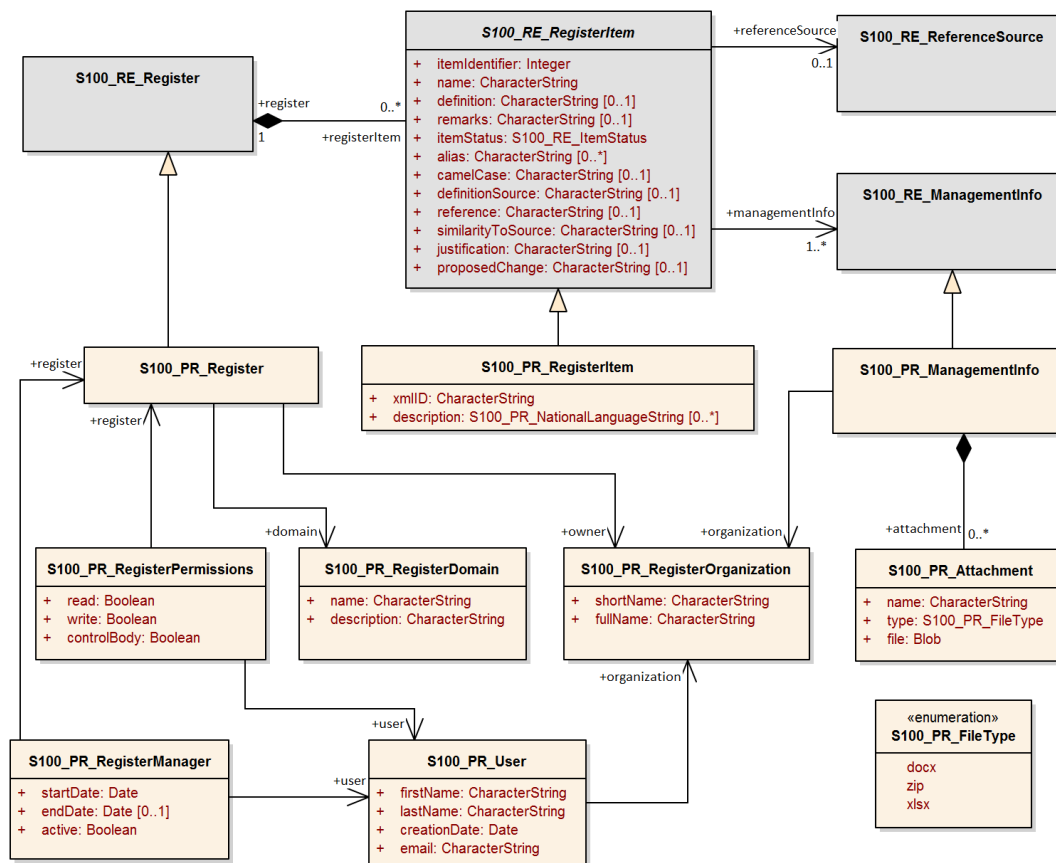 S100_RE_RegisterItem
+ itemIdentifier: Integer
+ name: CharacterString
+ definition: CharacterString [0..1]
+ remarks: CharacterString [0..1]
+ itemStatus: S100_RE_ItemStatus
+ alias: CharacterString [0..*]
+ camelCase: CharacterString [0..1]
+ definitionSource: CharacterString [0..1]
+ reference: CharacterString [0..1]
+ similarityToSource: CharacterString [0..1]
+ justification: CharacterString [0..1]
+ proposedChange: CharacterString [0..1]
+referenceSource
0..1
S100_RE_ReferenceSource
S100_RE_Register
+register
1
0..*
+registerItem
+managementInfo
1..*
S100_RE_ManagementInfo
+register
S100_PR_Register
S100_PR_RegisterItem
+ xmlID: CharacterString
+ description: S100_PR_NationalLanguageString [0..*]
S100_PR_ManagementInfo
+register
+domain
+owner
+organization
+attachment
0..*
S100_PR_RegisterPermissions
+ read: Boolean
+ write: Boolean
+ controlBody: Boolean
S100_PR_RegisterDomain
+ name: CharacterString
+ description: CharacterString
S100_PR_RegisterOrganization
+ shortName: CharacterString
+ fullName: CharacterString
S100_PR_Attachment
+ name: CharacterString
+ type: S100_PR_FileType
+ file: Blob
+organization
+user
S100_PR_RegisterManager
+ startDate: Date
+ endDate: Date [0..1]
+ active: Boolean
+user
S100_PR_User
+ firstName: CharacterString
+ lastName: CharacterString
+ creationDate: Date
+ email: CharacterString
«enumeration»
S100_PR_FileType
docx
zip
xlsx